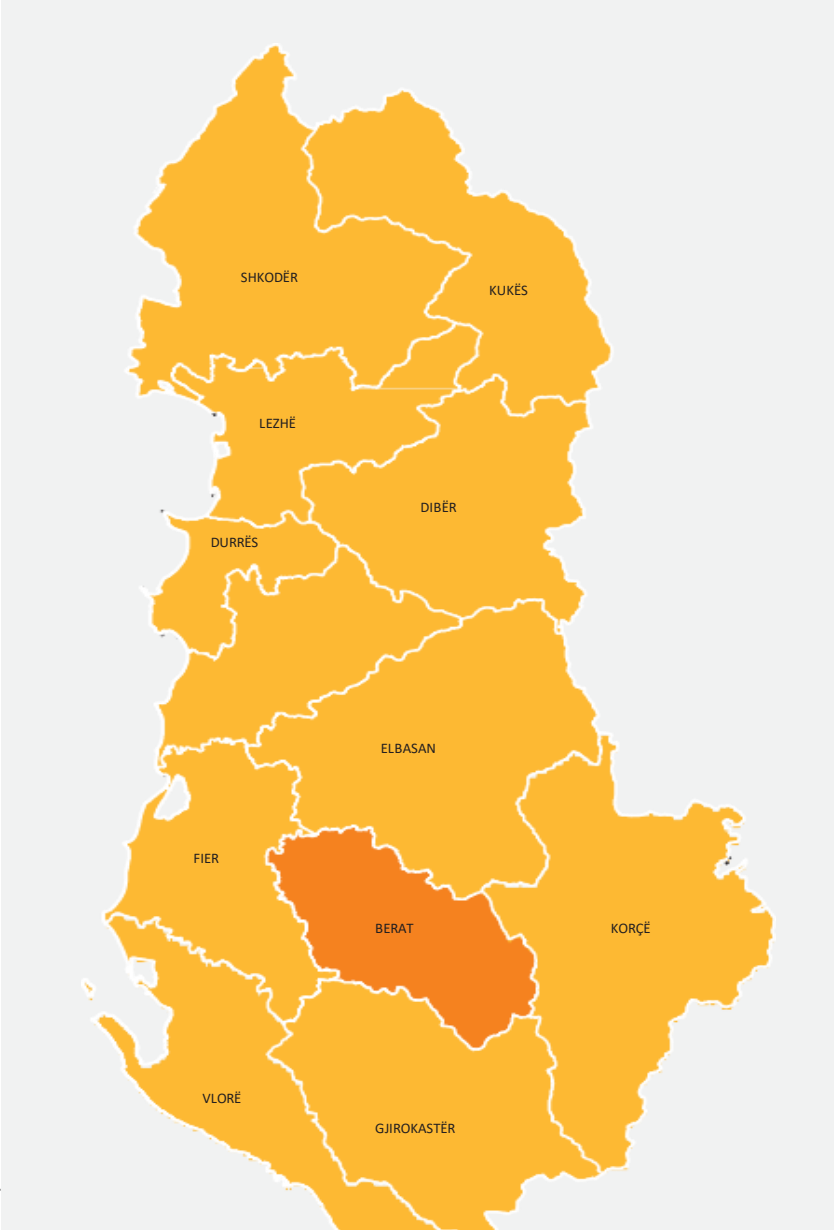 SHKODËR
KUKËS
LEZHË
DIBËR
DURRËS
ELBASAN
FIER
BERAT
KORÇË
VLORË
GJIROKASTËR